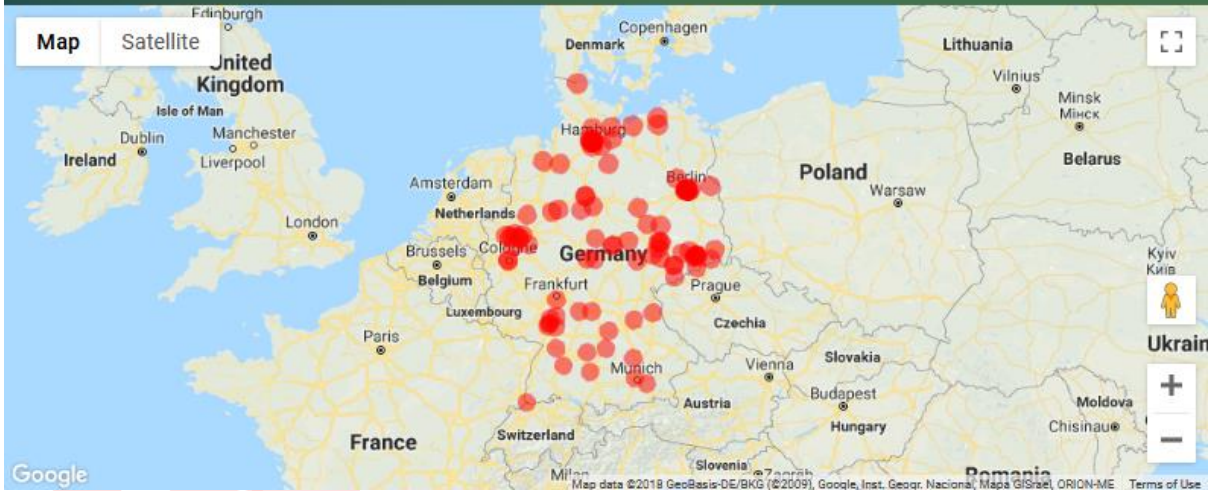 Edinburgh
Copenhagen
Map
Satellite
Denmark
Lithuania
United
Kingdom
Vilnius
Minsk
Мінск
Isle of Man
Hamburg
Dublin
Manchester
Ireland
Liverpool
Belarus
Berlin
Poland
Amsterdam
Warsaw
Netherlands
London
Cologne
Brussels
Germany
Kyiv
Київ
Belgium
Frankfurt
Prague
Luxembourg
Czechia
Paris
Ukrain
Slovakia
Munich
Vienna
Budapest
Austria
Moldova
Hungary
Chisinau
France
Switzerland
Slovenia
Zagreb
Milan
Romania
Google
Map data ©2018 GeoBasis-DE/BKG (©2009), Google, Inst. Geogr. Nacional, Mapa GISrael, ORION-ME
Terms of Use